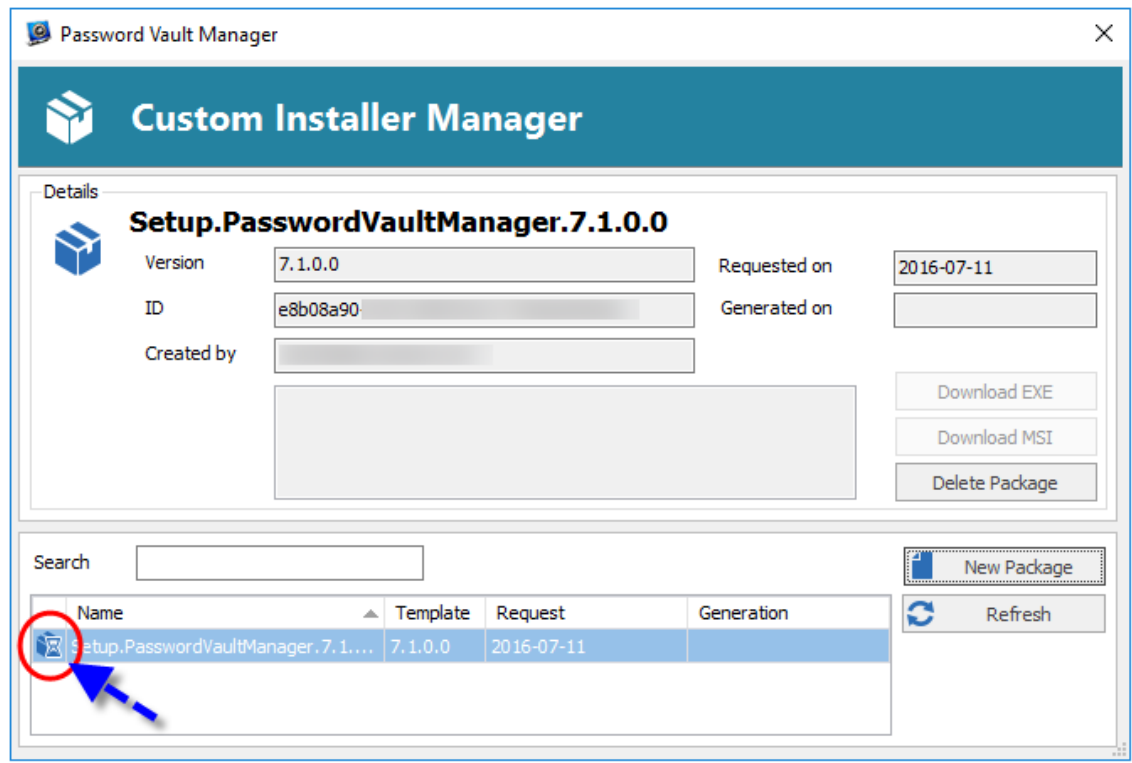 Password Vault Manager
Custom Installer Manager
Details
Setup.PasswordVaultManager.7.1.0.0
Version 7.1.0.0 Requested on 2016-07-11
ID e8b08a90- Generated on
Created by
Download EXE
Download MSI
Delete Package
Search
New Package
Name Template Request Generation
Refresh
Setup.PasswordVaultManager.7.1.... 7.1.0.0 2016-07-11